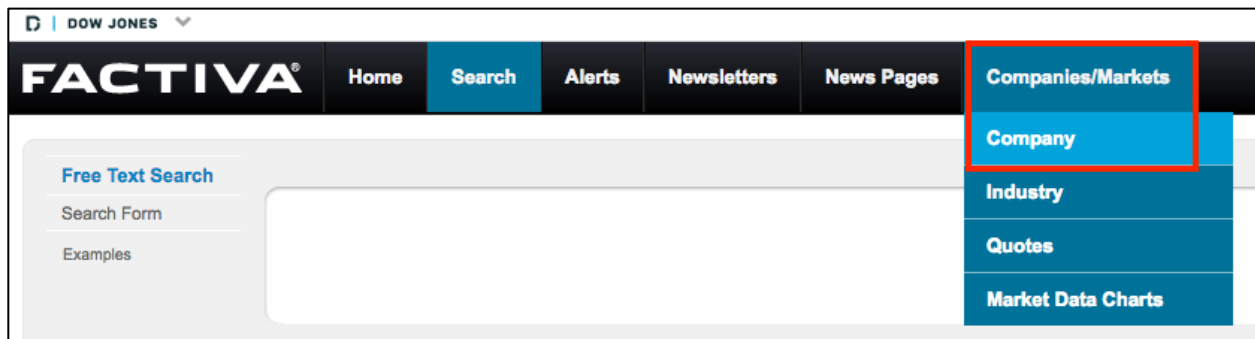 DOW JONES
FACTIVA® Home Search Alerts Newsletters News Pages Companies/Markets
Company
Free Text Search
Industry
Search Form
Quotes
Examples
Market Data Charts